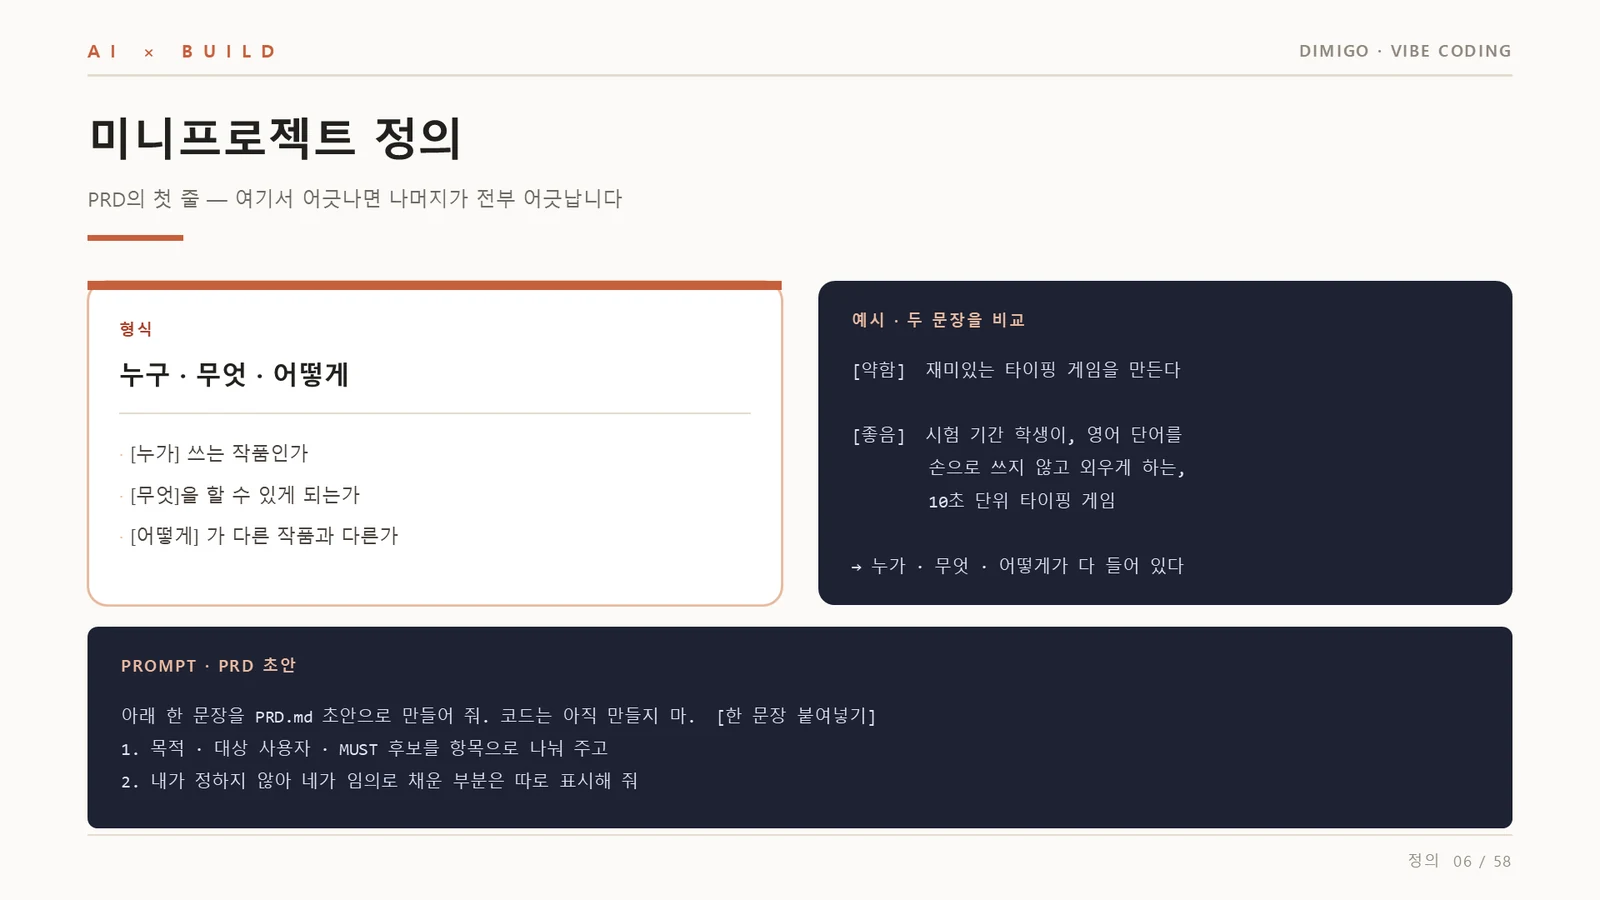 AI × BUILD
DIMIGO · VIBE CODING
미니프로젝트 정의
PRD의 첫 줄 — 여기서 어긋나면 나머지가 전부 어긋납니다
형식
누구 · 무엇 · 어떻게
· [누가] 쓰는 작품인가
· [무엇]을 할 수 있게 되는가
· [어떻게] 가 다른 작품과 다른가
예시 · 두 문장을 비교
[약함] 재미있는 타이핑 게임을 만든다
[좋음] 시험 기간 학생이, 영어 단어를
손으로 쓰지 않고 외우게 하는,
10초 단위 타이핑 게임
→ 누가 · 무엇 · 어떻게가 다 들어 있다
PROMPT · PRD 초안
아래 한 문장을 PRD.md 초안으로 만들어 줘. 코드는 아직 만들지 마. [한 문장 붙여넣기]
1. 목적 · 대상 사용자 · MUST 후보를 항목으로 나눠 주고
2. 내가 정하지 않아 네가 임의로 채운 부분은 따로 표시해 줘
정의 06 / 58